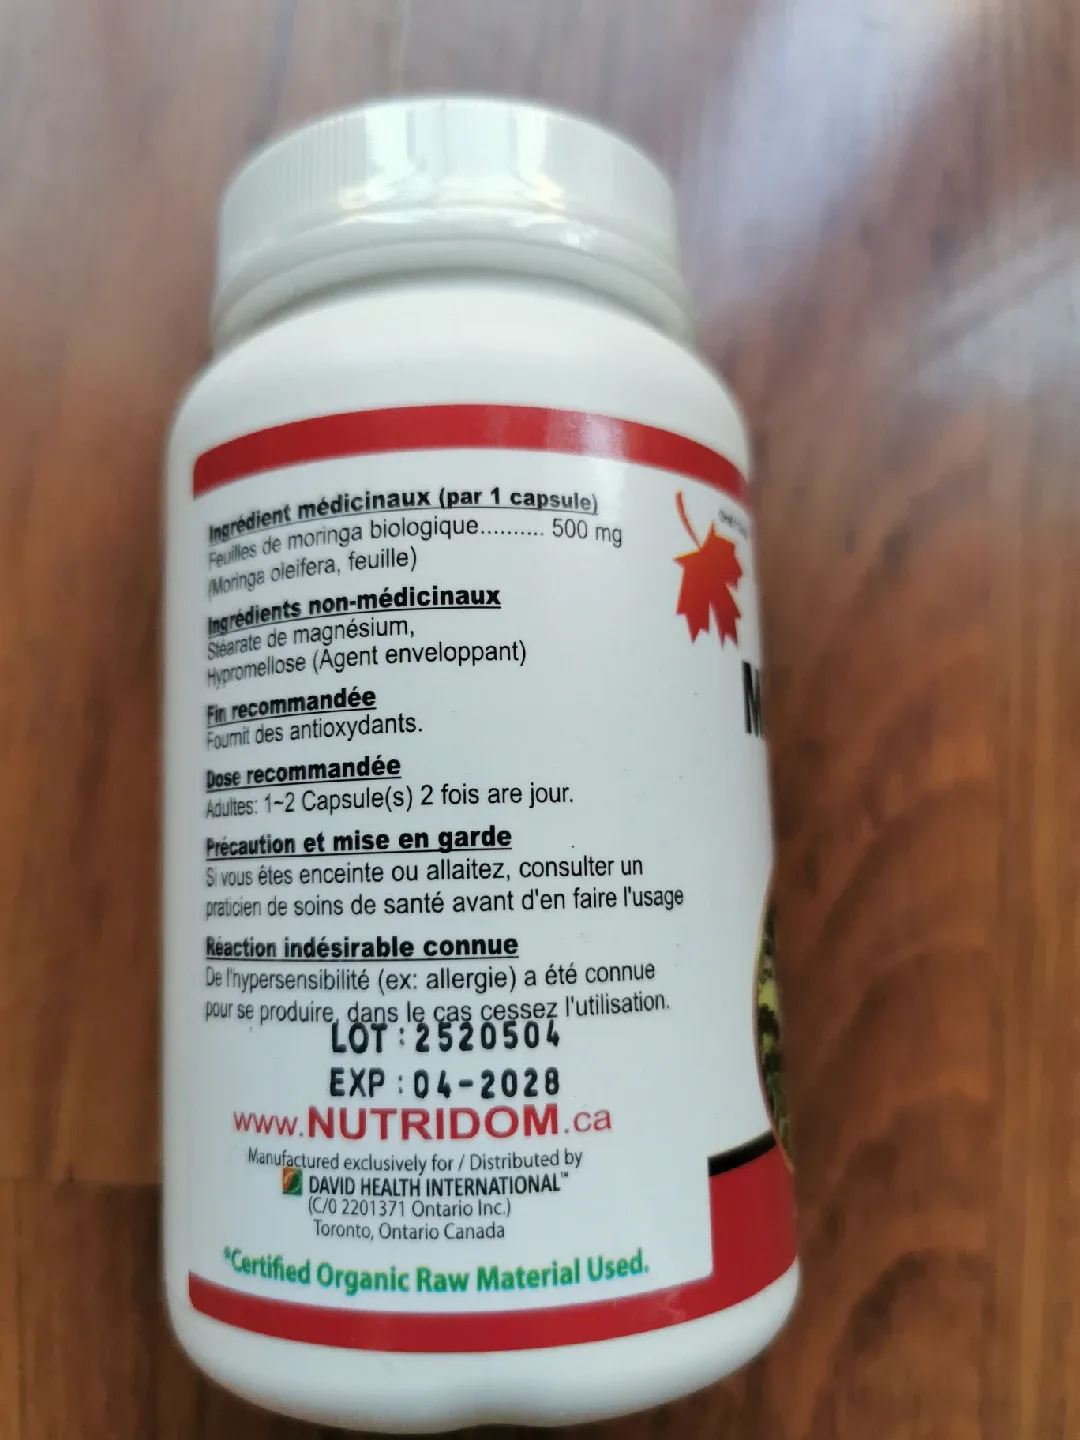 Ingrédient médicinaux (par 1 capsule)
Feuilles de moringa biologique.......... 500 mg
(Moringa oleifera, feuille)
Ingrédients non-médicinaux
Stéarate de magnésium,
Hypromellose (Agent enveloppant)
Fin recommandée
Fournit des antioxydants.
Dose recommandée
Adultes: 1~2 Capsule(s) 2 fois are jour.
Précaution et mise en garde
Si vous êtes enceinte ou allaitez, consulter un
praticien de soins de santé avant d'en faire l'usage
Réaction indésirable connue
De l'hypersensibilité (ex: allergie) a été connue
pour se produire, dans le cas cessez l'utilisation.
LOT : 2520504
EXP : 04-2028
www.NUTRIDOM.ca
Manufactured exclusively for / Distributed by
DAVID HEALTH INTERNATIONAL™
(C/0 2201371 Ontario Inc.)
Toronto, Ontario Canada
*Certified Organic Raw Material Used.
M